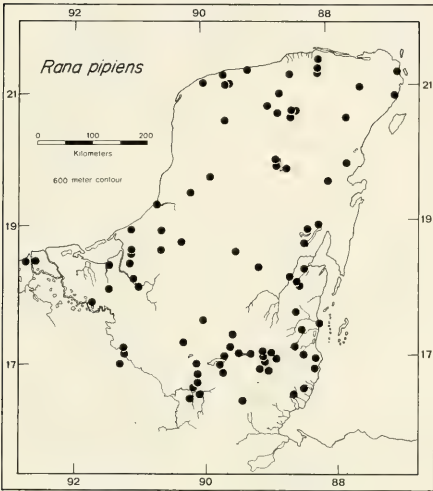 92 90 88
Rana pipiens
21 21
0 100 200
Kilometers
600 meter contour
19 19
17 17
92 90 88